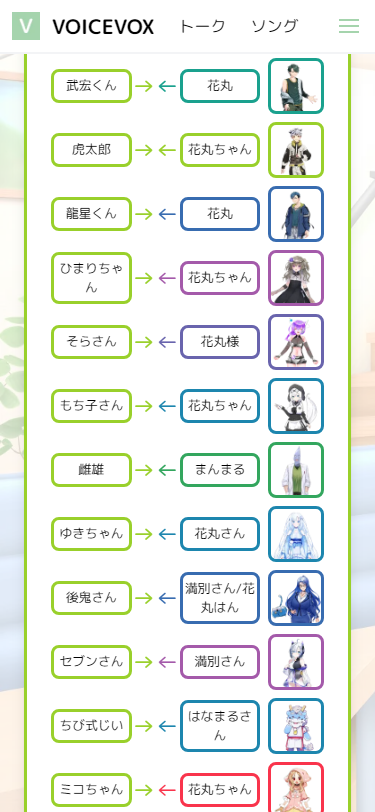 V VOICEVOX トーク ソング
武宏くん 花丸
虎太郎 花丸ちゃん
龍星くん 花丸
ひまりちゃ
ん
花丸ちゃん
そらさん 花丸様
もち子さん 花丸ちゃん
雌雄 まんまる
ゆきちゃん 花丸さん
後鬼さん
満別さん/花
丸はん
セブンさん 満別さん
ちび式じい
はなまるさ
ん
ミコちゃん 花丸ちゃん